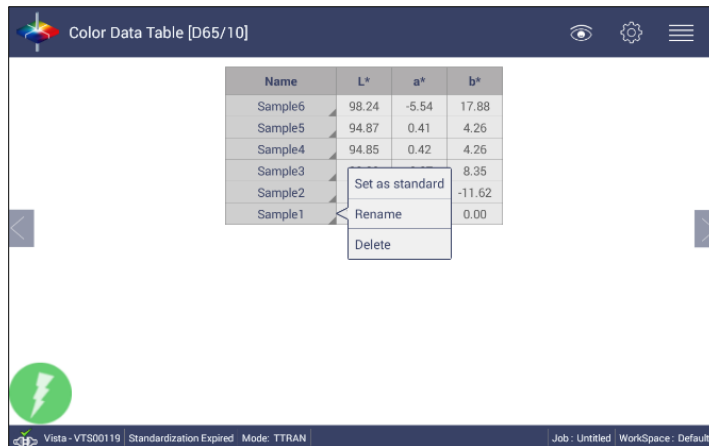 Color Data Table [D65/10]
Name L* a* b*
Sample6 98.24 -5.54 17.88
Sample5 94.87 0.41 4.26
Sample4 94.85 0.42 4.26
Sample3 8.35
Set as standard
Sample2 -11.62
Sample1 Rename 0.00
Delete
Vista - VTS00119 Standardization Expired Mode: TTRAN Job : Untitled WorkSpace : Default